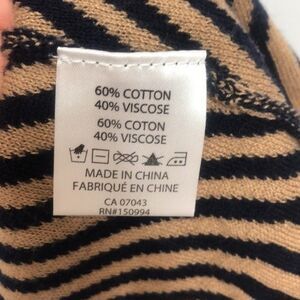 60% COTTON
40% VISCOSE
60% COTON
40% VISCOSE
MADE IN CHINA
FABRIQUÉ EN CHINE
CA 07043
RN#150994